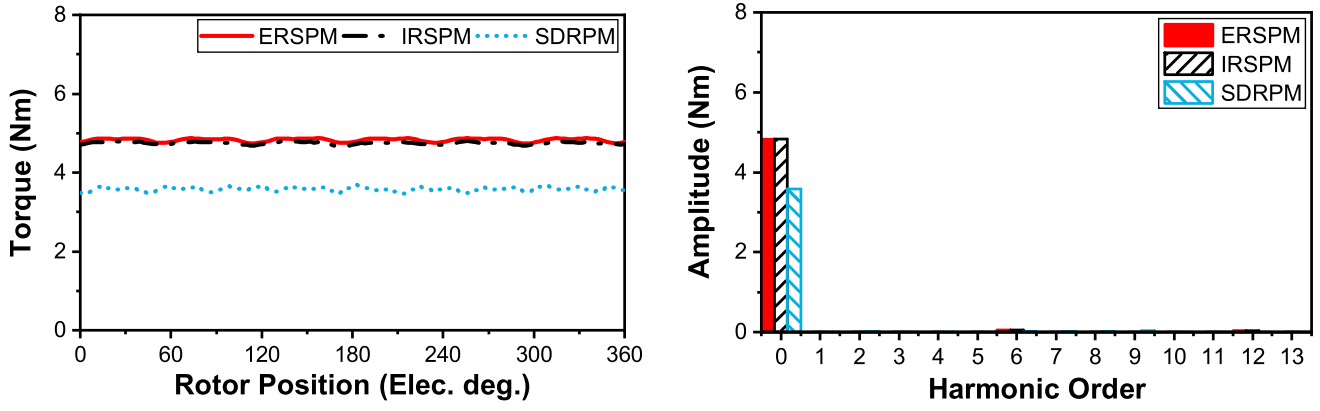 ERSPM IRSPM SDRPM
Torque (Nm)
8
6
4
2
0
0 60 120 180 240 300 360
Rotor Position (Elec. deg.)
ERSPM
IRSPM
SDRPM
Amplitude (Nm)
8
6
4
2
0
0 1 2 3 4 5 6 7 8 9 10 11 12 13
Harmonic Order